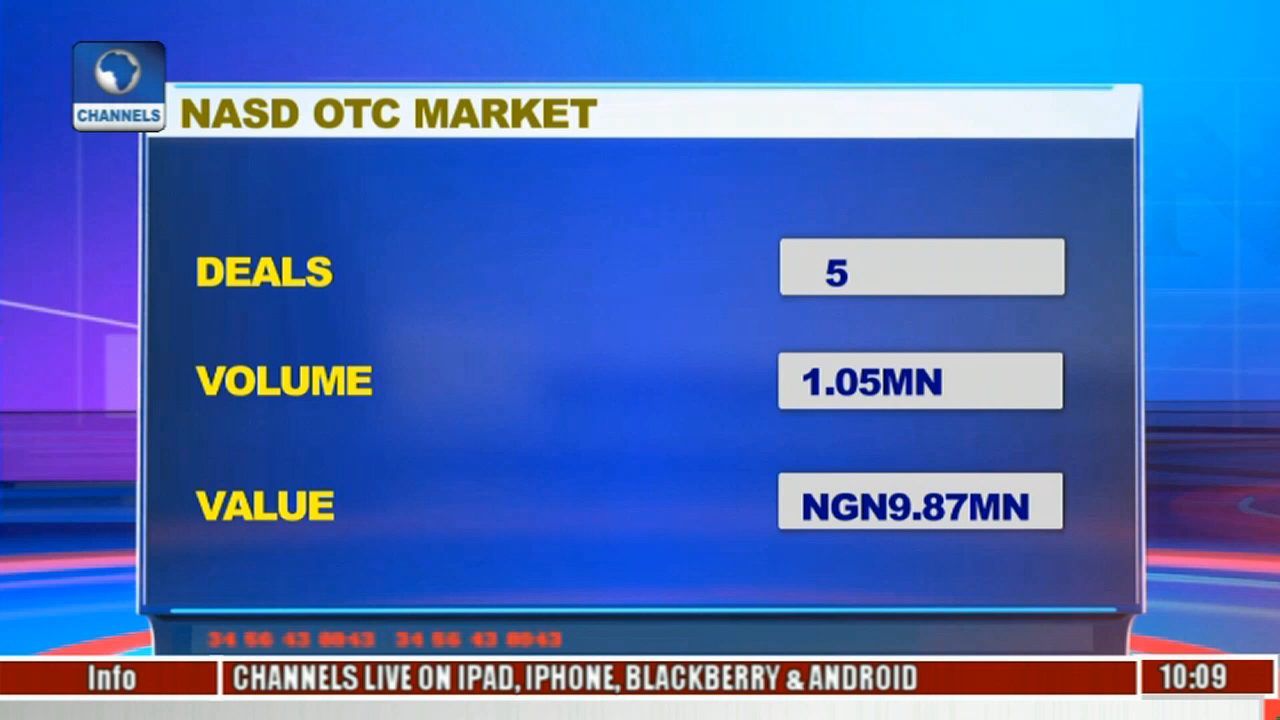 CHANNELS
NASD OTC MARKET
DEALS 5
VOLUME 1.05MN
VALUE NGN9.87MN
Info CHANNELS LIVE ON IPAD, IPHONE, BLACKBERRY & ANDROID 10:09